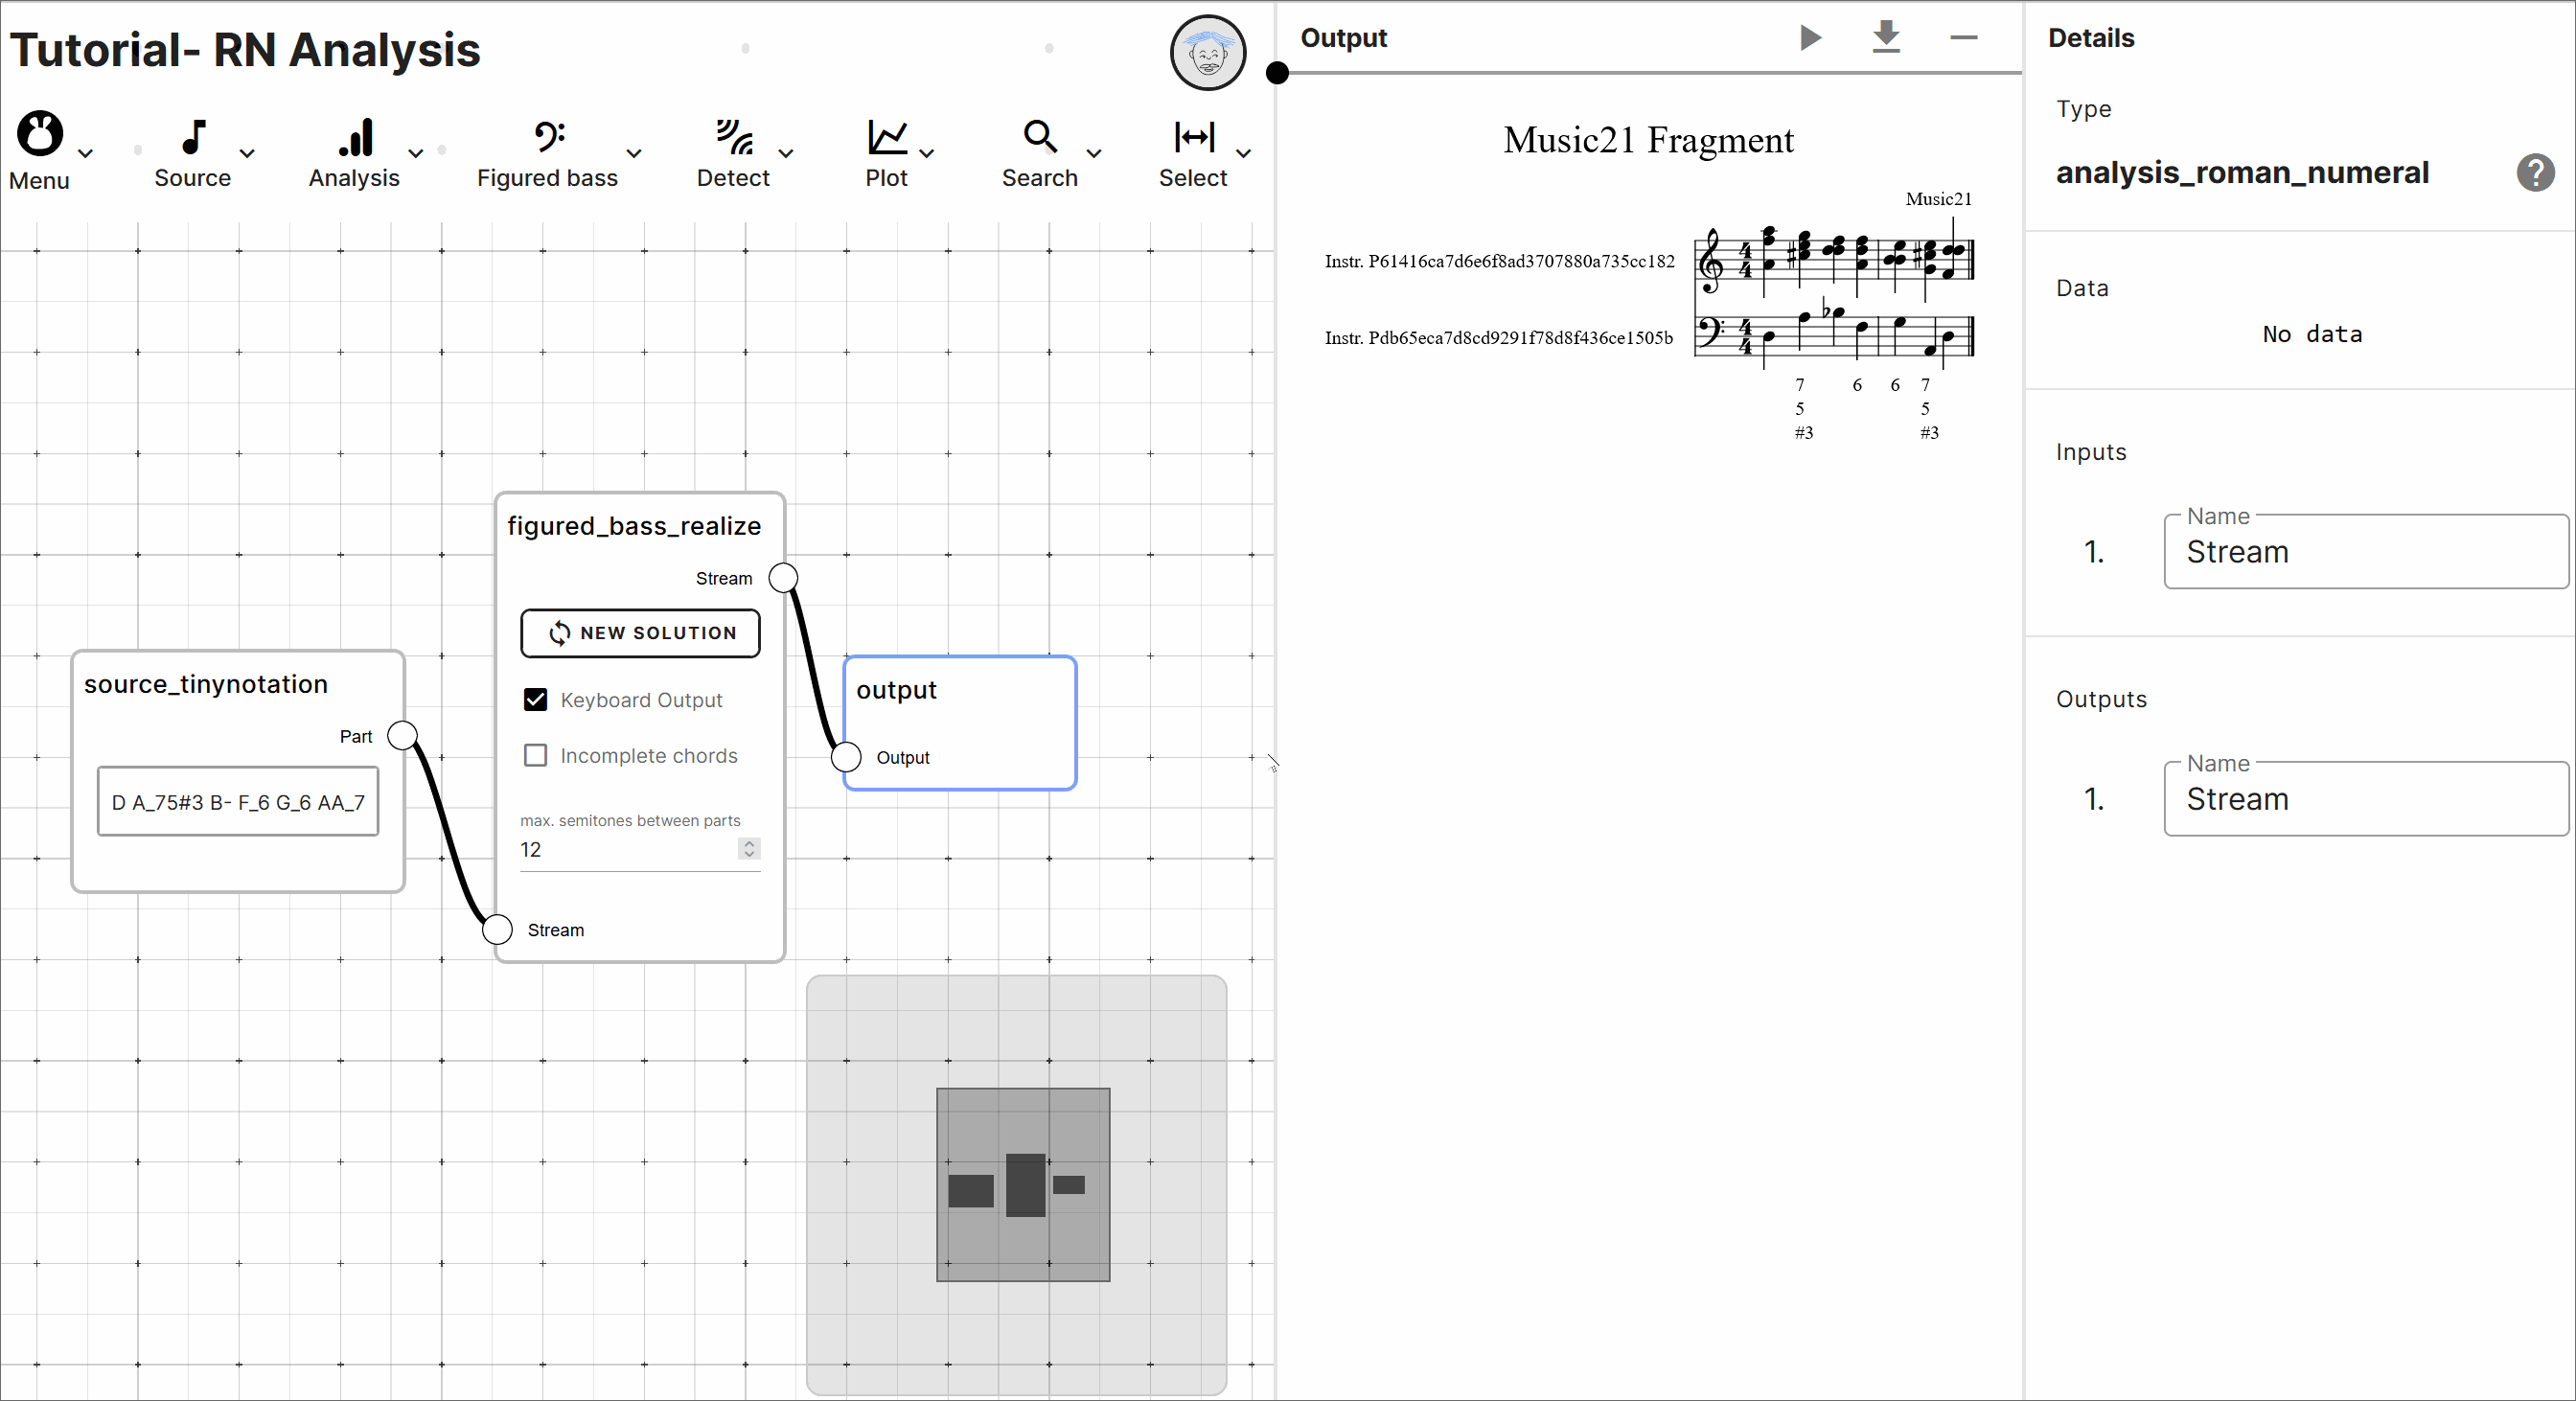 Tutorial- RN Analysis
Menu
Source
Analysis
Figured bass
Detect
Plot
Search
Select
figured_bass_realize
Stream
NEW SOLUTION
Keyboard Output
Incomplete chords
max. semitones between parts
12
Stream
source_tinynotation
Part
D A_75#3 B- F_6 G_6 AA_7
output
Output
Output
Music21 Fragment
Music21
Instr. P61416ca7d6e6f8ad3707880a735cc182
Instr. Pdb65eca7d8cd9291f78d8f436ce1505b
7 6 6 7
5 5
#3 #3
Details
Type
analysis_roman_numeral
?
Data
No data
Inputs
1.
Name
Stream
Outputs
1.
Name
Stream